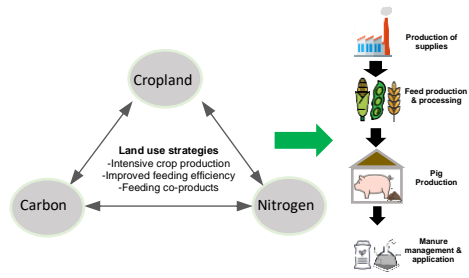 Cropland
Land use strategies
-Intensive crop production
-Improved feeding efficiency
-Feeding co-products
Carbon
Nitrogen
Production of
supplies
Feed production
& processing
Pig
Production
Manure
management &
application